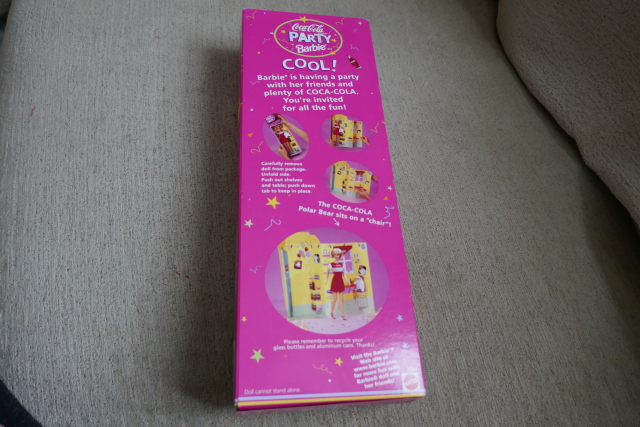 Coca-Cola
PARTY
Barbie™
COOL!
Barbie® is having a party
with her friends and
plenty of COCA-COLA.
You're invited
for all the fun!
Carefully remove
doll from package.
Unfold side.
Push out shelves
and table; push down
tab to keep in place.
The COCA-COLA
Polar Bear sits on a "chair"!
Please remember to recycle your
glass bottles and aluminum cans. Thanks!
Visit the Barbie™
Web site at
www.barbie.com
for more fun with
Barbie® doll and
her friends!
Doll cannot stand alone.